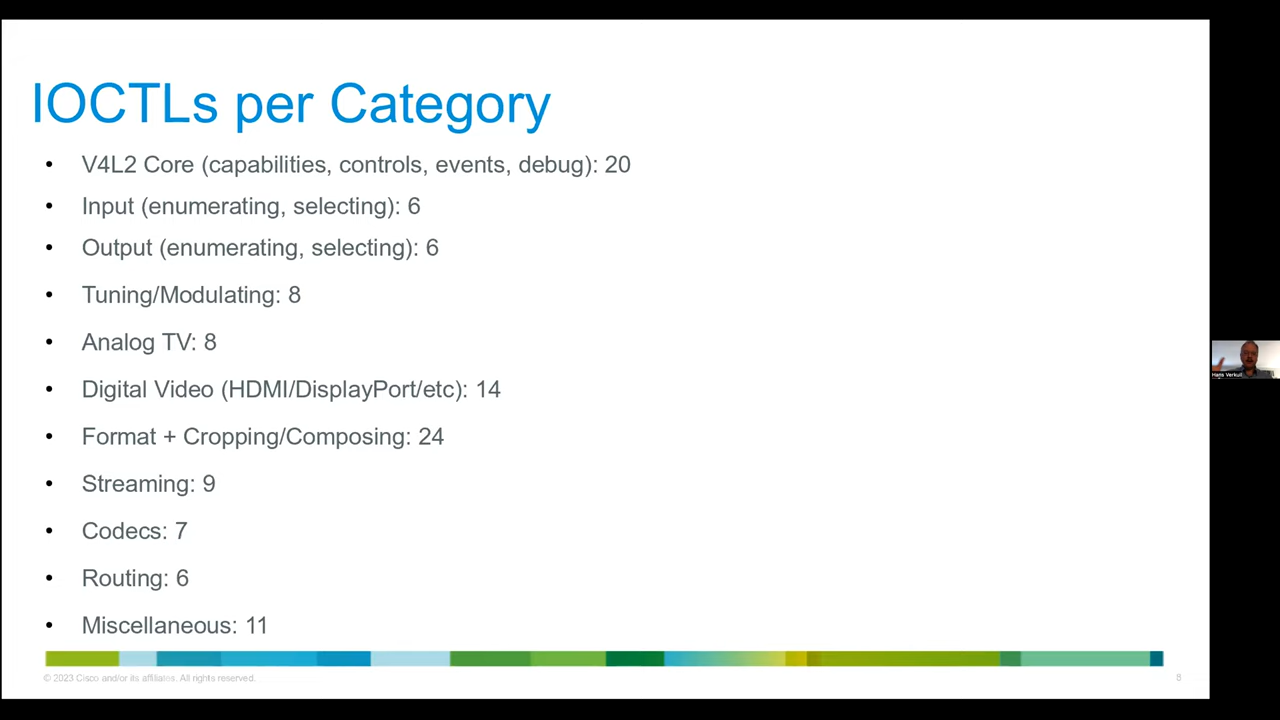 IOCTLs per Category
• V4L2 Core (capabilities, controls, events, debug): 20
• Input (enumerating, selecting): 6
• Output (enumerating, selecting): 6
• Tuning/Modulating: 8
• Analog TV: 8
• Digital Video (HDMI/DisplayPort/etc): 14
• Format + Cropping/Composing: 24
• Streaming: 9
• Codecs: 7
• Routing: 6
• Miscellaneous: 11
Hans Verkuil
© 2023 Cisco and/or its affiliates. All rights reserved.
8